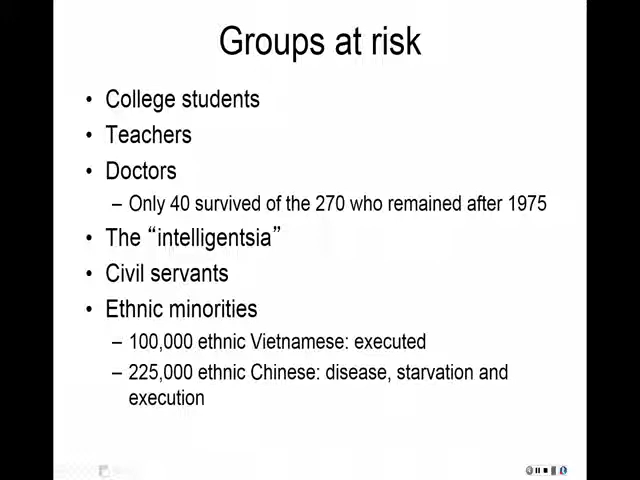 Groups at risk
• College students
• Teachers
• Doctors
– Only 40 survived of the 270 who remained after 1975
• The “intelligentsia”
• Civil servants
• Ethnic minorities
– 100,000 ethnic Vietnamese: executed
– 225,000 ethnic Chinese: disease, starvation and
execution